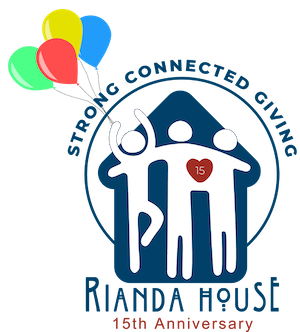 STRONG CONNECTED GIVING
15
RIANDA HOUSE
15th Anniversary